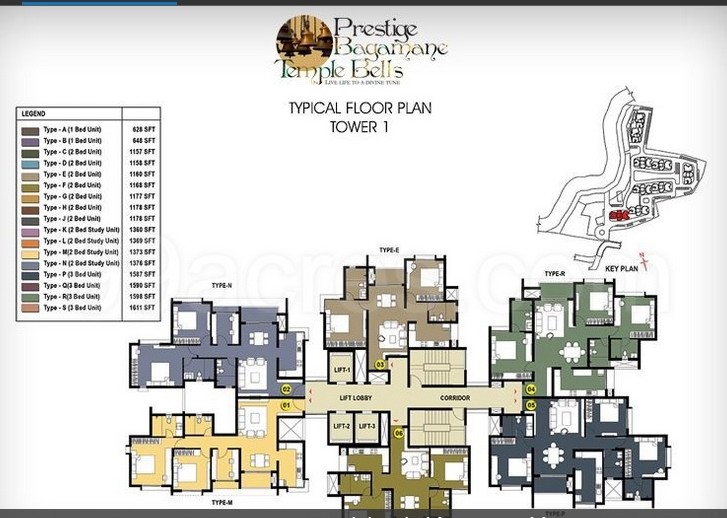 Prestige
Bagamane
Temple Bells
LIVE LIFE TO A DIVINE TUNE
TYPICAL FLOOR PLAN
TOWER 1
LEGEND
Type - A (1 Bed Unit) 628 SFT
Type - B (1 Bed Unit) 648 SFT
Type - C (2 Bed Unit) 1157 SFT
Type - D (2 Bed Unit) 1158 SFT
Type - E (2 Bed Unit) 1160 SFT
Type - F (2 Bed Unit) 1168 SFT
Type - G (2 Bed Unit) 1177 SFT
Type - H (2 Bed Unit) 1178 SFT
Type - J (2 Bed Unit) 1178 SFT
Type - K (2 Bed Study Unit) 1360 SFT
Type - L (2 Bed Study Unit) 1369 SFT
Type - M(2 Bed Study Unit) 1373 SFT
Type - N (2 Bed Study Unit) 1376 SFT
Type - P (3 Bed Unit) 1587 SFT
Type - Q(3 Bed Unit) 1590 SFT
Type - R(3 Bed Unit) 1598 SFT
Type - S (3 Bed Unit) 1611 SFT
KEY PLAN
N
TYPE-E
TYPE-R
TYPE-N
LIFT-1
03
02
04
LIFT LOBBY
CORRIDOR
01
05
LIFT-2
LIFT-3
06
TYPE-M
TYPE-P